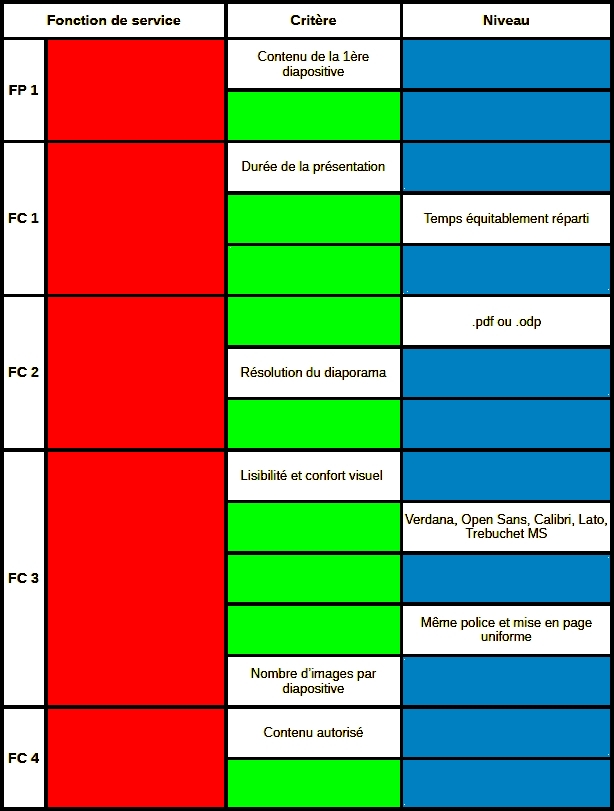 Fonction de service
Critère
Niveau
FP 1
Contenu de la 1ère
diapositive
FC 1
Durée de la présentation
Temps équitablement réparti
FC 2
.pdf ou .odp
Résolution du diaporama
FC 3
Lisibilité et confort visuel
Verdana, Open Sans, Calibri, Lato,
Trebuchet MS
Même police et mise en page
uniforme
Nombre d'images par
diapositive
FC 4
Contenu autorisé